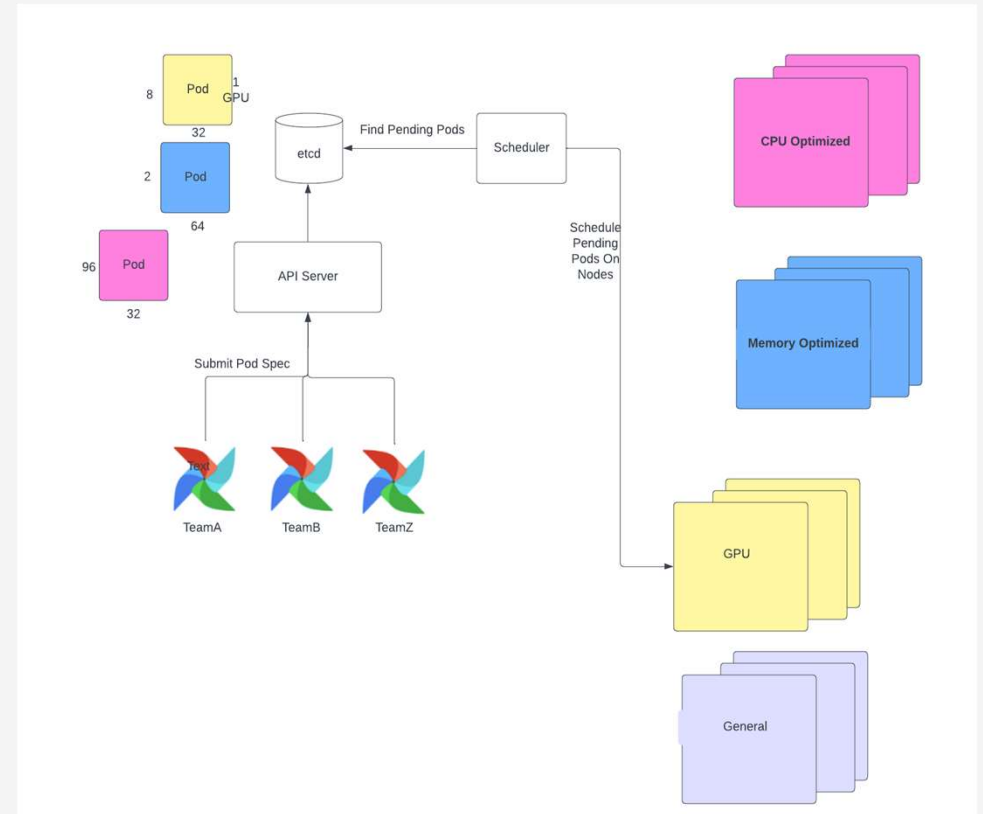 8
Pod
1
GPU
32
2
Pod
64
96
Pod
32
etcd
Find Pending Pods
Scheduler
API Server
Submit Pod Spec
Text
TeamA
TeamB
TeamZ
Schedule
Pending
Pods On
Nodes
CPU Optimized
Memory Optimized
GPU
General